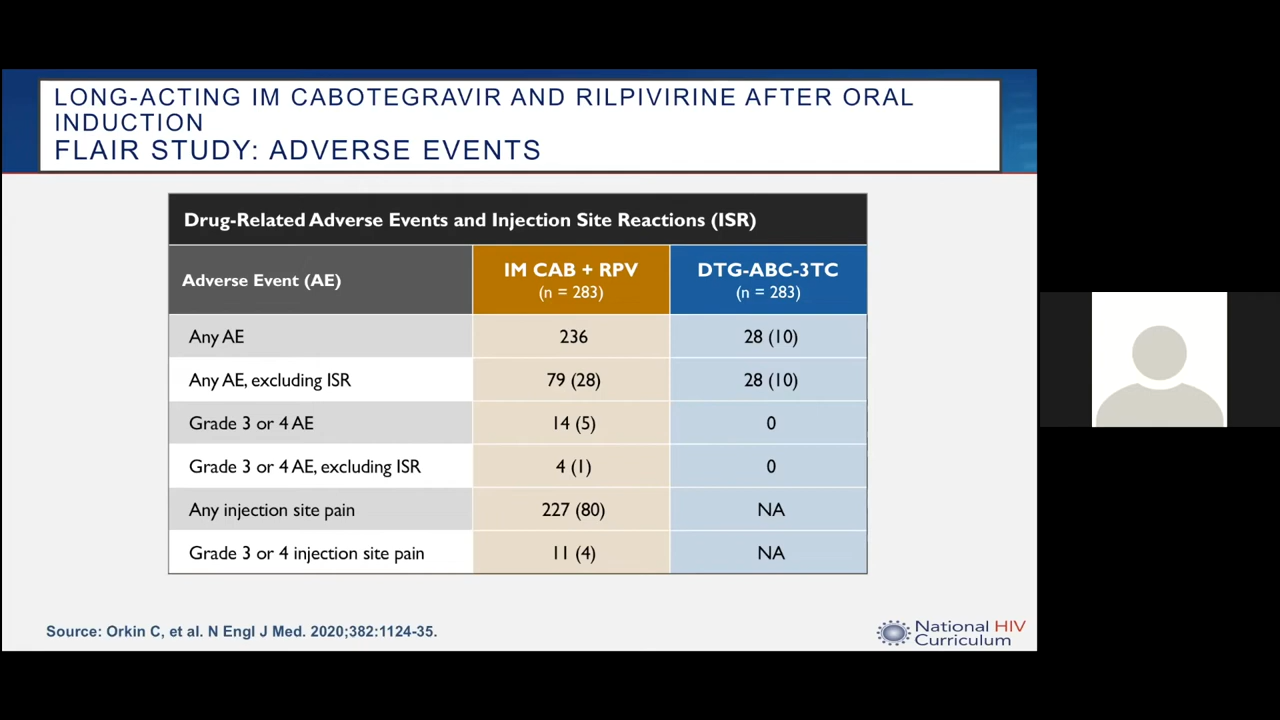 LONG-ACTING IM CABOTEGRAVIR AND RILPIVIRINE AFTER ORAL
INDUCTION
FLAIR STUDY: ADVERSE EVENTS
Drug-Related Adverse Events and Injection Site Reactions (ISR)
Adverse Event (AE) IM CAB + RPV (n = 283) DTG-ABC-3TC (n = 283)
Any AE 236 28 (10)
Any AE, excluding ISR 79 (28) 28 (10)
Grade 3 or 4 AE 14 (5) 0
Grade 3 or 4 AE, excluding ISR 4 (1) 0
Any injection site pain 227 (80) NA
Grade 3 or 4 injection site pain 11 (4) NA
Source: Orkin C, et al. N Engl J Med. 2020;382:1124-35.
National HIV
Curriculum